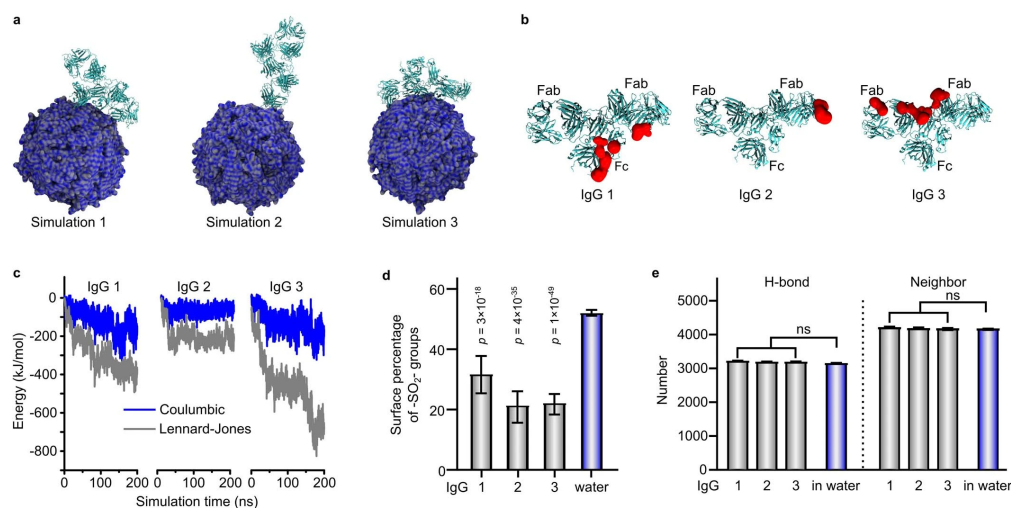 a
Simulation 1
Simulation 2
Simulation 3
b
Fab
Fab
Fc
IgG 1
Fab
Fc
IgG 2
Fab
Fab
Fc
IgG 3
c
IgG 1
IgG 2
IgG 3
Energy (kJ/mol)
0
-200
-400
-600
-800
Coulumbic
Lennard-Jones
0 100 200
0 100 200
0 100 200
Simulation time (ns)
d
Surface percentage
of -SO₂- groups
60
40
20
0
p = 3×10⁻¹⁸
p = 4×10⁻³⁵
p = 1×10⁻⁴⁹
IgG 1 2 3 water
e
H-bond
Neighbor
ns
ns
Number
5000
4000
3000
2000
1000
0
IgG 1 2 3 in water 1 2 3 in water